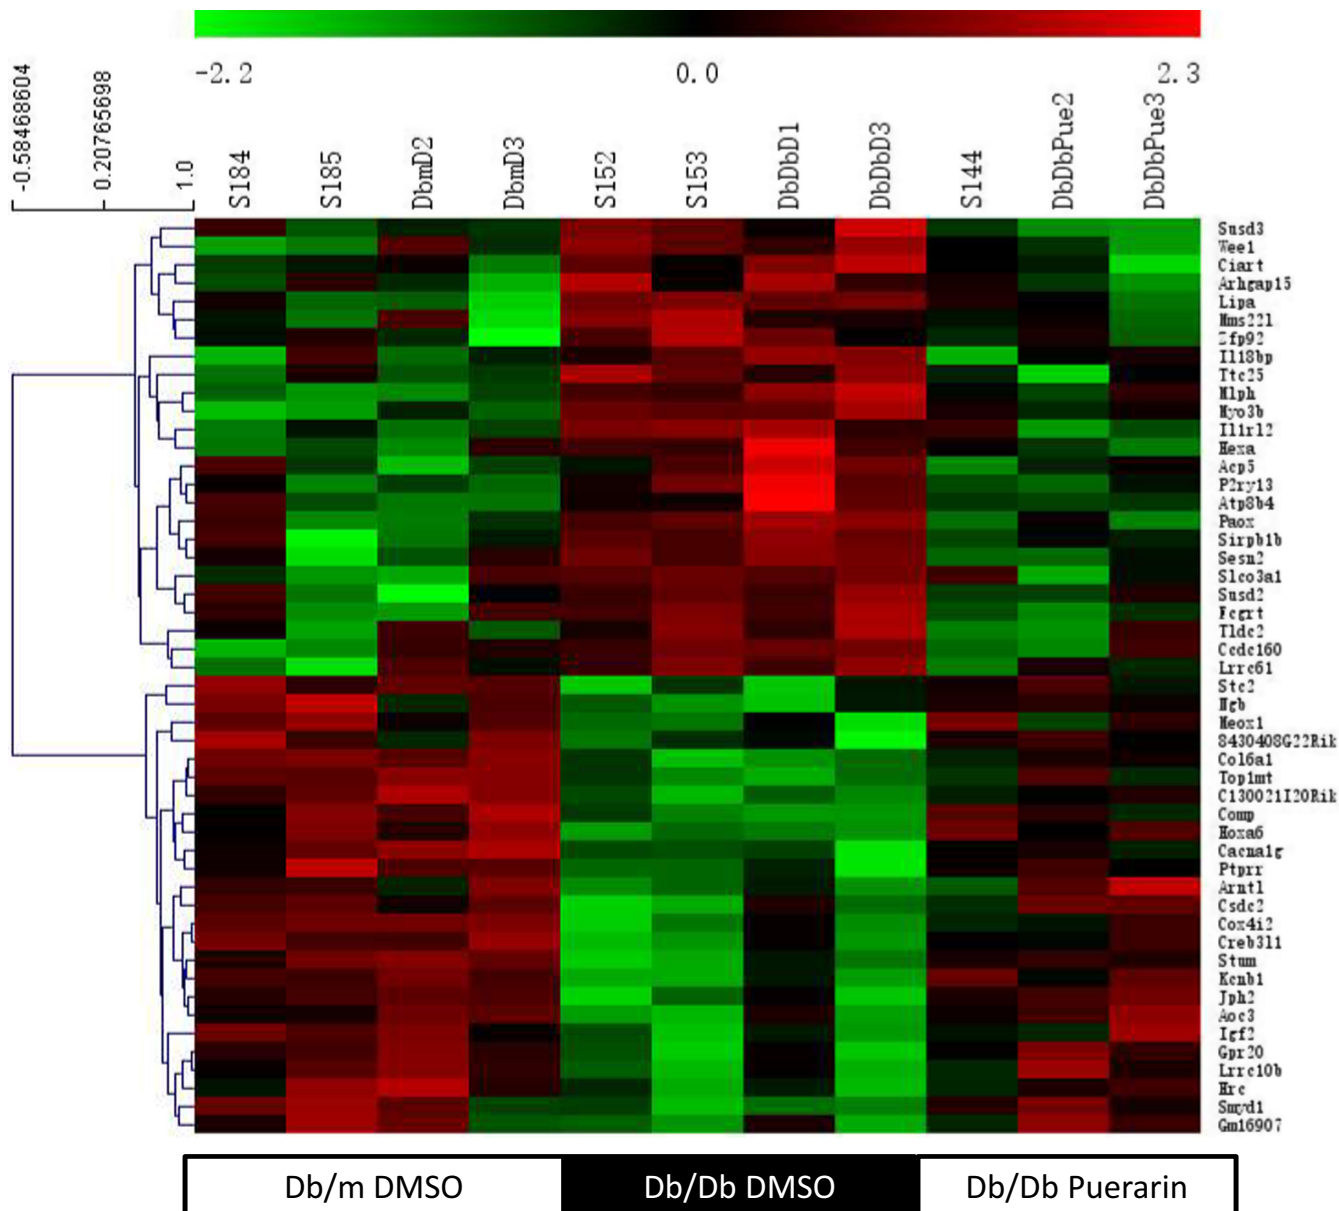 -2.2 0.0 2.3
-0.58468604 0.20765698 1.0
S184 S185 DbmD2 DbmD3 S152 S153 DbDbD1 DbDbD3 S144 DbDbPue2 DbDbPue3
Susd3
Wee1
Ciart
Arhgap15
Lipa
Mms22l
Zfp92
Il18bp
Ttc25
Mlph
Myo3b
Il1rl2
Hexa
Acp5
P2ry13
Atp8b4
Paox
Sirpb1b
Sesn2
Slco3a1
Susd2
Fcgrt
Tldc2
Ccdc160
Lrrc61
Stc2
Ngb
Meox1
8430408G22Rik
Col6a1
Top1mt
C130021I20Rik
Comp
Hoxa6
Cacna1g
Ptprr
Arntl
Csdc2
Cox4i2
Creb3l1
Stum
Kcnb1
Jph2
Aoc3
Igf2
Gpr20
Lrrc10b
Hrc
Smyd1
Gm16907
Db/m DMSO Db/Db DMSO Db/Db Puerarin